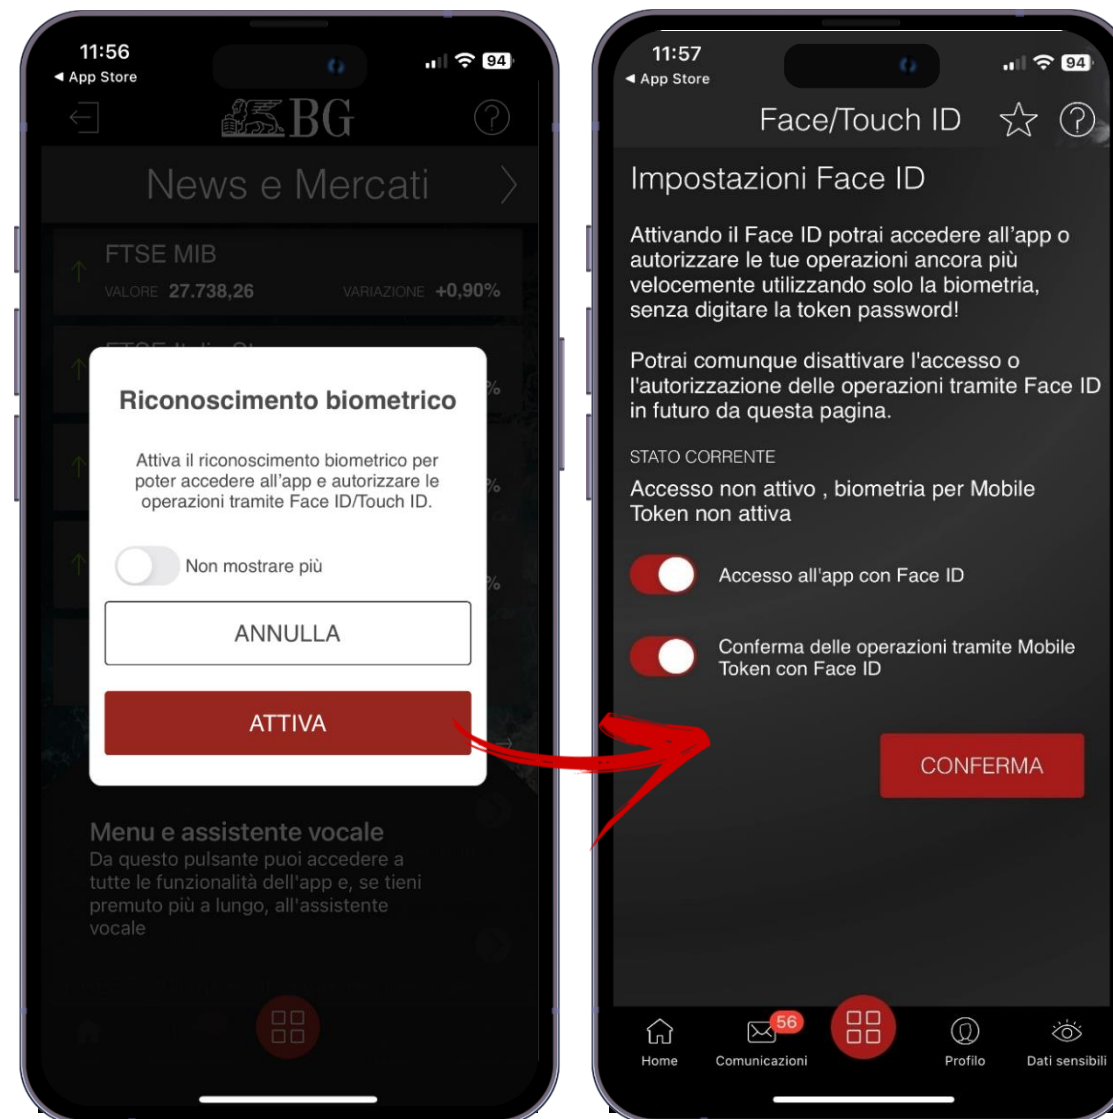 11:56
94
◄ App Store
BG
?
News e Mercati
FTSE MIB
VALORE 27.738,26 VARIAZIONE +0,90%
%
Riconoscimento biometrico
Attiva il riconoscimento biometrico per
poter accedere all'app e autorizzare le
operazioni tramite Face ID/Touch ID.
%
%
Non mostrare più
%
ANNULLA
ATTIVA
Menu e assistente vocale
Da questo pulsante puoi accedere a
tutte le funzionalità dell'app e, se tieni
premuto più a lungo, all'assistente
vocale
11:57
94
◄ App Store
Face/Touch ID
?
Impostazioni Face ID
Attivando il Face ID potrai accedere all'app o
autorizzare le tue operazioni ancora più
velocemente utilizzando solo la biometria,
senza digitare la token password!
Potrai comunque disattivare l'accesso o
l'autorizzazione delle operazioni tramite Face ID
in futuro da questa pagina.
STATO CORRENTE
Accesso non attivo , biometria per Mobile
Token non attiva
Accesso all'app con Face ID
Conferma delle operazioni tramite Mobile
Token con Face ID
CONFERMA
56
Home Comunicazioni Profilo Dati sensibili